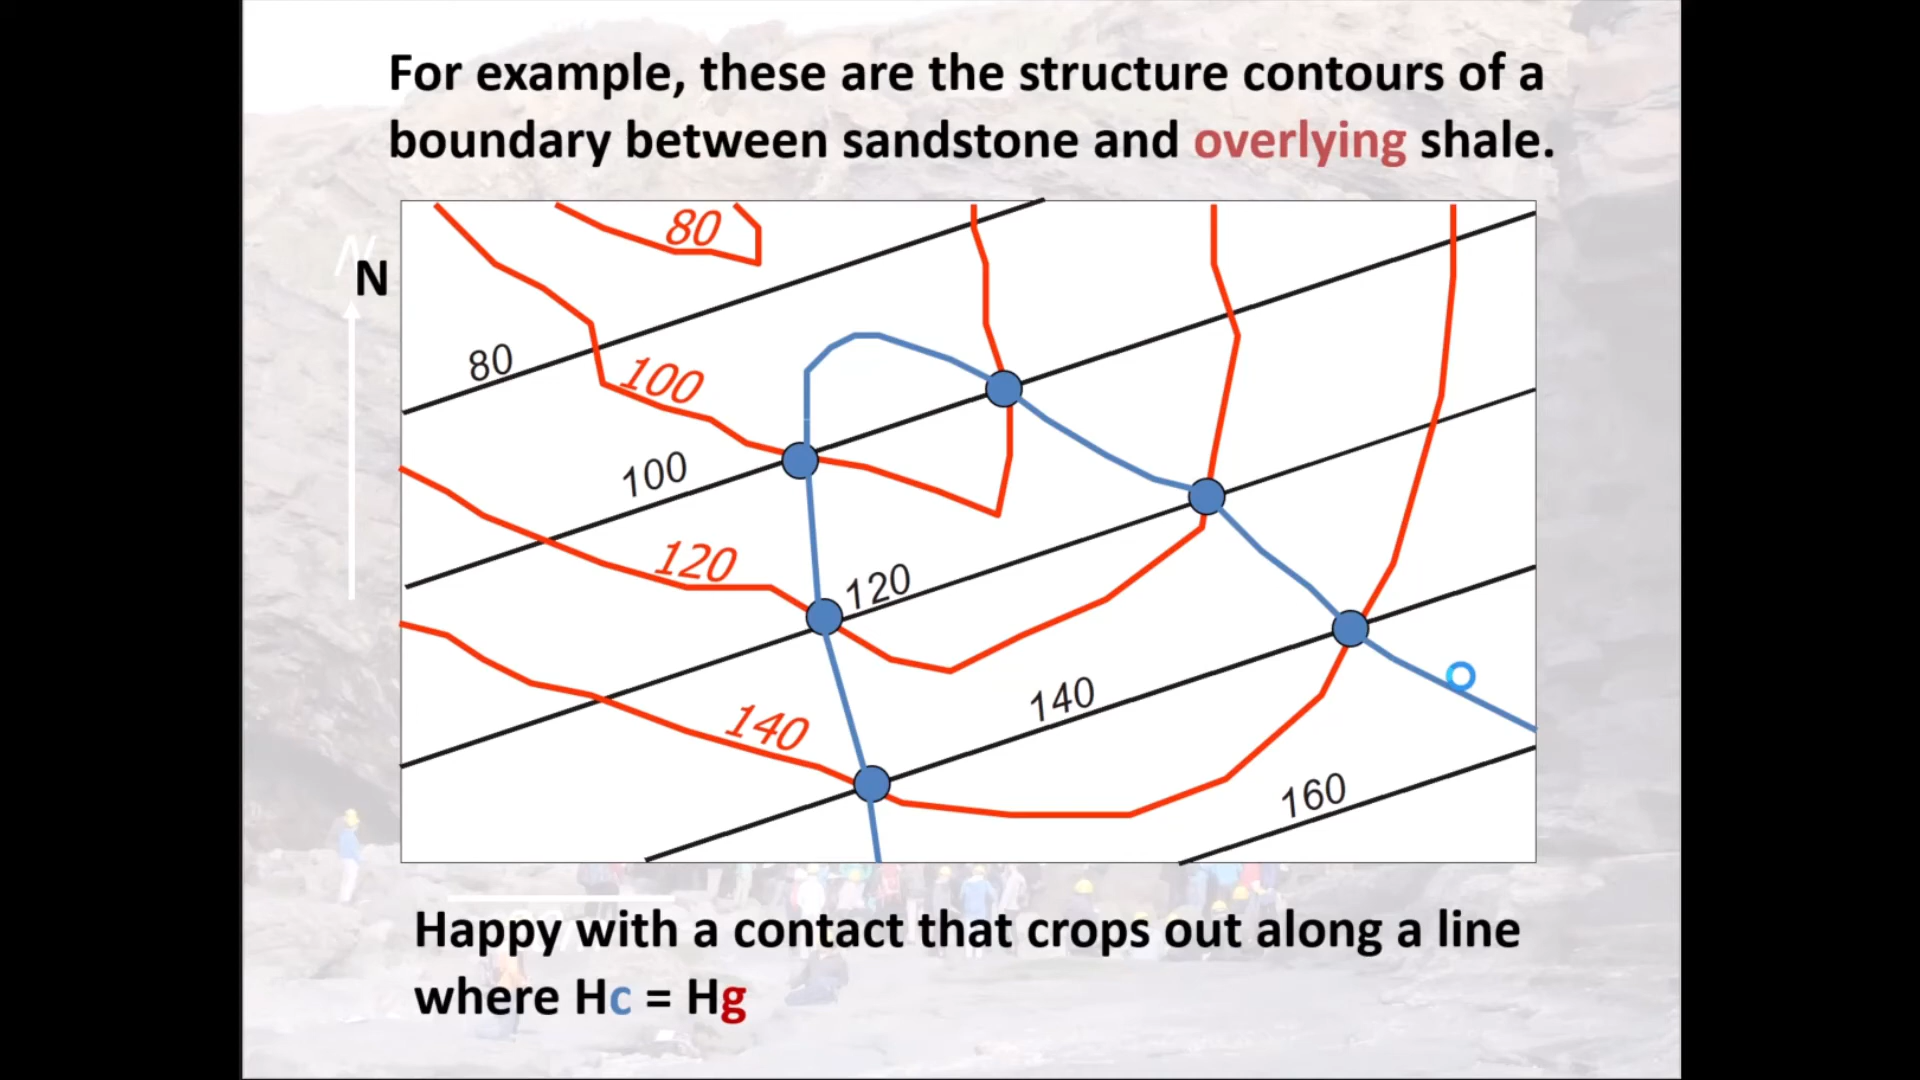 For example, these are the structure contours of a
boundary between sandstone and overlying shale.
80
N
80
100
100
120
120
140
140
160
Happy with a contact that crops out along a line
where Hc = Hg